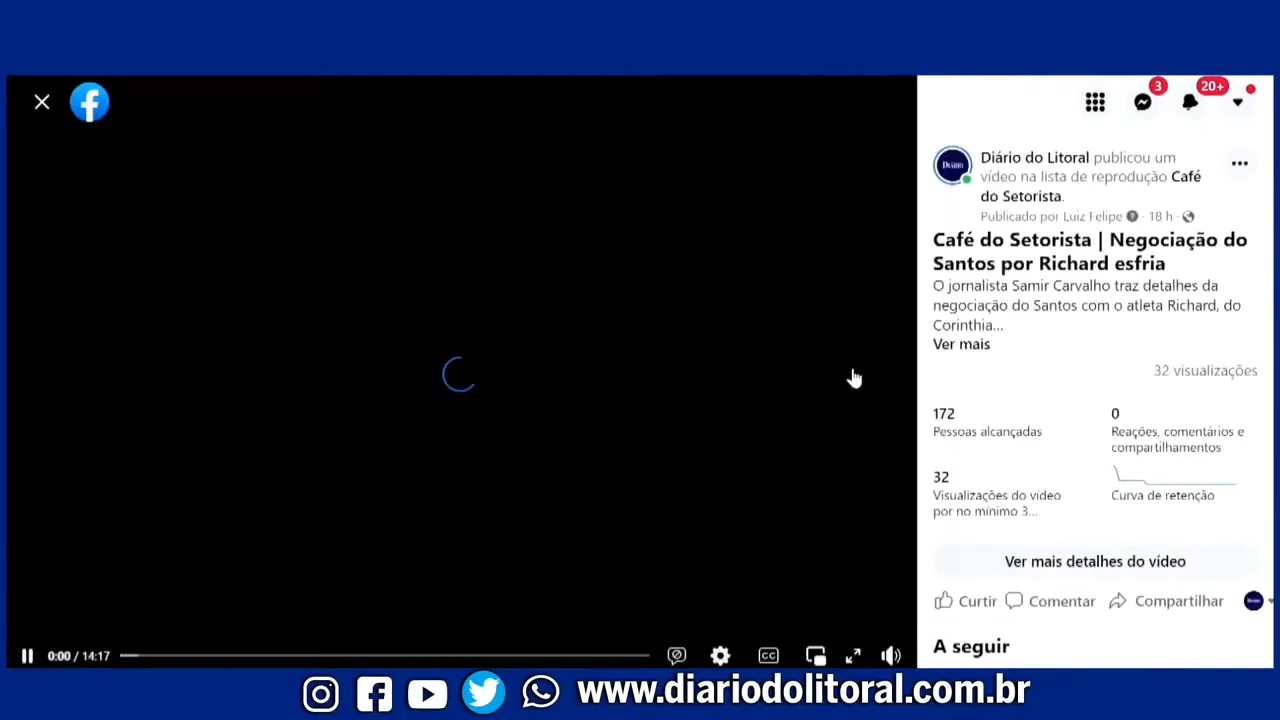 3
20+
Diário do Litoral publicou um
vídeo na lista de reprodução Café
do Setorista.
Publicado por Luiz Felipe · 18 h ·
Café do Setorista | Negociação do
Santos por Richard esfria
O jornalista Samir Carvalho traz detalhes da
negociação do Santos com o atleta Richard, do
Corinthia...
Ver mais
32 visualizações
172
Pessoas alcançadas
0
Reações, comentários e
compartilhamentos
32
Visualizações do vídeo
por no mínimo 3...
Curva de retenção
Ver mais detalhes do vídeo
Curtir Comentar Compartilhar
A seguir
0:00 / 14:17
CC
www.diariodolitoral.com.br